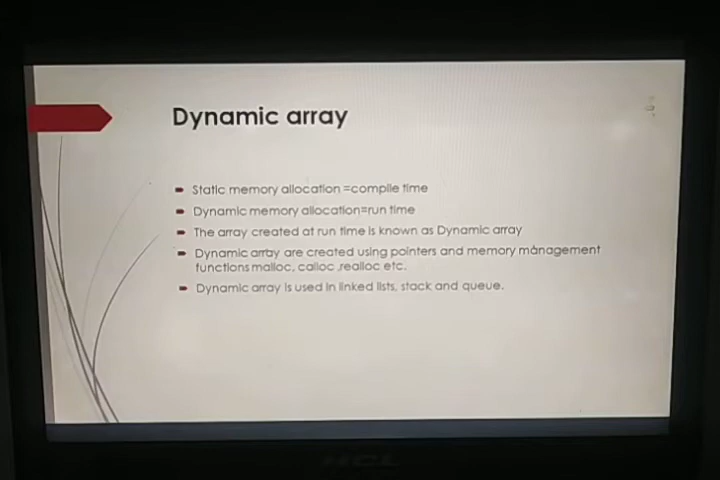 Dynamic array
Static memory allocation =compile time
Dynamic memory allocation=run time
The array created at run time is known as Dynamic array
Dynamic array are created using pointers and memory management
functions malloc, calloc ,realloc etc.
Dynamic array is used in linked lists, stack and queue.
HCL